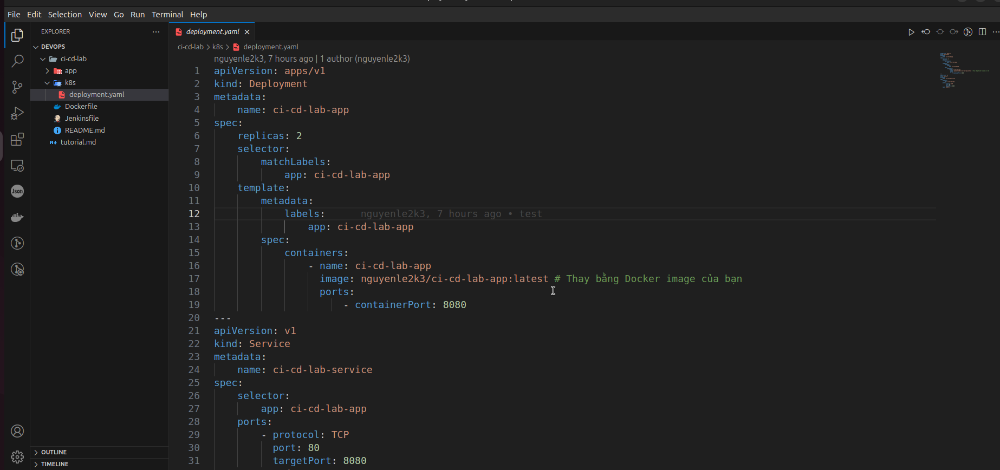 File Edit Selection View Go Run Terminal Help
EXPLORER
DEVOPS
ci-cd-lab
app
k8s
deployment.yaml
Dockerfile
Jenkinsfile
README.md
tutorial.md
OUTLINE
TIMELINE
Json
deployment.yaml
ci-cd-lab > k8s > deployment.yaml
nguyenle2k3, 7 hours ago | 1 author (nguyenle2k3)
1 apiVersion: apps/v1
2 kind: Deployment
3 metadata:
4 name: ci-cd-lab-app
5 spec:
6 replicas: 2
7 selector:
8 matchLabels:
9 app: ci-cd-lab-app
10 template:
11 metadata:
12 labels: nguyenle2k3, 7 hours ago • test
13 app: ci-cd-lab-app
14 spec:
15 containers:
16 - name: ci-cd-lab-app
17 image: nguyenle2k3/ci-cd-lab-app:latest # Thay bằng Docker image của bạn
18 ports:
19 - containerPort: 8080
20 ---
21 apiVersion: v1
22 kind: Service
23 metadata:
24 name: ci-cd-lab-service
25 spec:
26 selector:
27 app: ci-cd-lab-app
28 ports:
29 - protocol: TCP
30 port: 80
31 targetPort: 8080